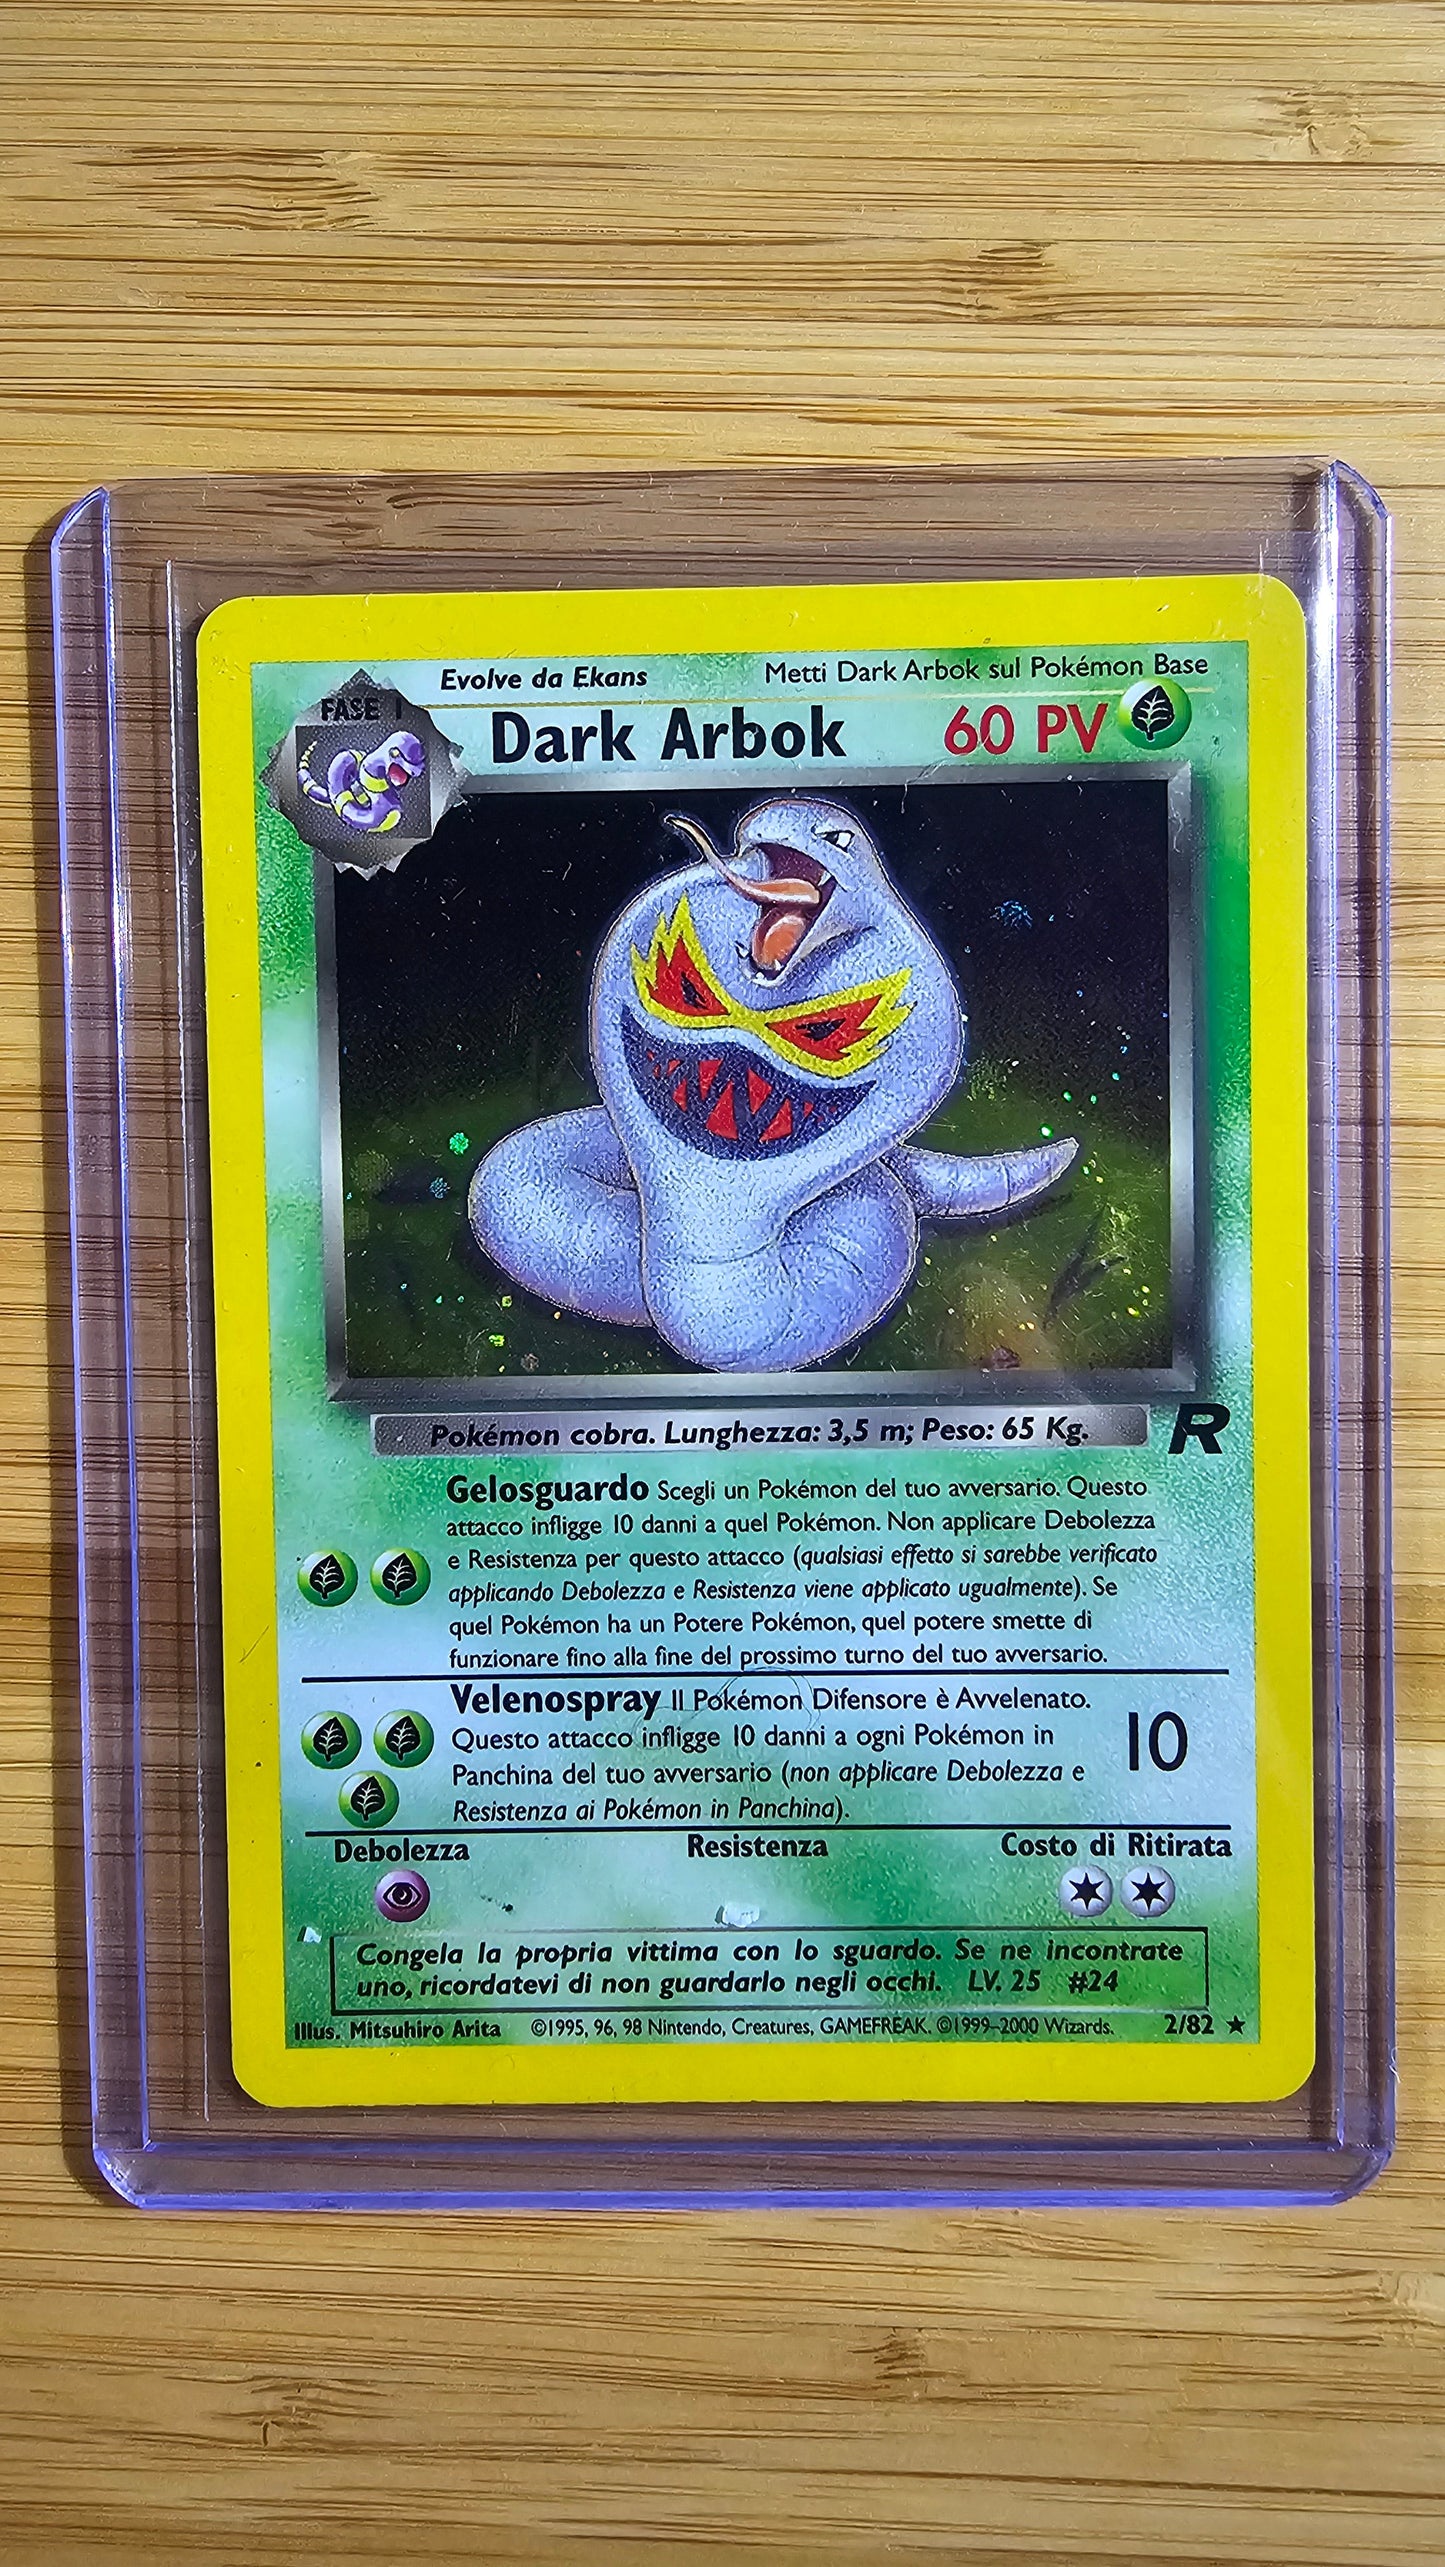 Evolve da Ekans
Metti Dark Arbok sul Pokémon Base
FASE 1
Dark Arbok
60 PV
Pokémon cobra. Lunghezza: 3,5 m; Peso: 65 Kg.
R
Gelosguardo Scegli un Pokémon del tuo avversario. Questo
attacco infligge 10 danni a quel Pokémon. Non applicare Debolezza
e Resistenza per questo attacco (qualsiasi effetto si sarebbe verificato
applicando Debolezza e Resistenza viene applicato ugualmente). Se
quel Pokémon ha un Potere Pokémon, quel potere smette di
funzionare fino alla fine del prossimo turno del tuo avversario.
Velenospray Il Pokémon Difensore è Avvelenato.
Questo attacco infligge 10 danni a ogni Pokémon in
Panchina del tuo avversario (non applicare Debolezza e
Resistenza ai Pokémon in Panchina).
10
Debolezza
Resistenza
Costo di Ritirata
Congela la propria vittima con lo sguardo. Se ne incontrate
uno, ricordatevi di non guardarlo negli occhi. LV. 25 #24
Illus. Mitsuhiro Arita
©1995, 96, 98 Nintendo, Creatures, GAMEFREAK. ©1999–2000 Wizards.
2/82 ★